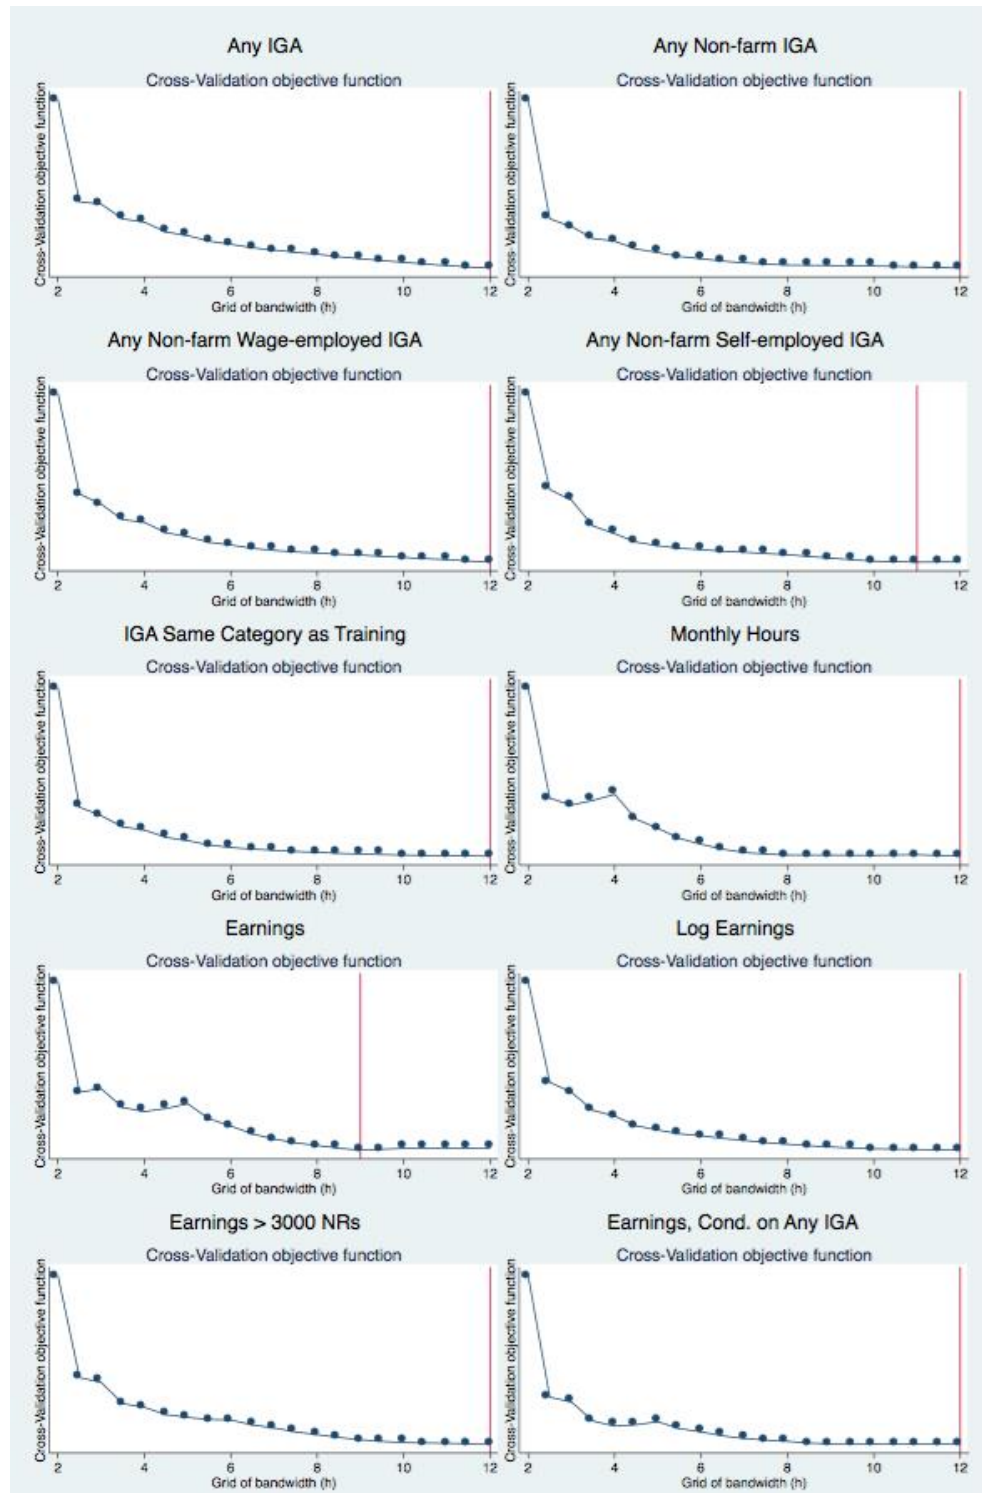 Any IGA
Cross-Validation objective function
Cross-Validation objective function
2 4 6 8 10 12
Grid of bandwidth (h)
Any Non-farm IGA
Cross-Validation objective function
Cross-Validation objective function
2 4 6 8 10 12
Grid of bandwidth (h)
Any Non-farm Wage-employed IGA
Cross-Validation objective function
Cross-Validation objective function
2 4 6 8 10 12
Grid of bandwidth (h)
Any Non-farm Self-employed IGA
Cross-Validation objective function
Cross-Validation objective function
2 4 6 8 10 12
Grid of bandwidth (h)
IGA Same Category as Training
Cross-Validation objective function
Cross-Validation objective function
2 4 6 8 10 12
Grid of bandwidth (h)
Monthly Hours
Cross-Validation objective function
Cross-Validation objective function
2 4 6 8 10 12
Grid of bandwidth (h)
Earnings
Cross-Validation objective function
Cross-Validation objective function
2 4 6 8 10 12
Grid of bandwidth (h)
Log Earnings
Cross-Validation objective function
Cross-Validation objective function
2 4 6 8 10 12
Grid of bandwidth (h)
Earnings > 3000 NRs
Cross-Validation objective function
Cross-Validation objective function
2 4 6 8 10 12
Grid of bandwidth (h)
Earnings, Cond. on Any IGA
Cross-Validation objective function
Cross-Validation objective function
2 4 6 8 10 12
Grid of bandwidth (h)